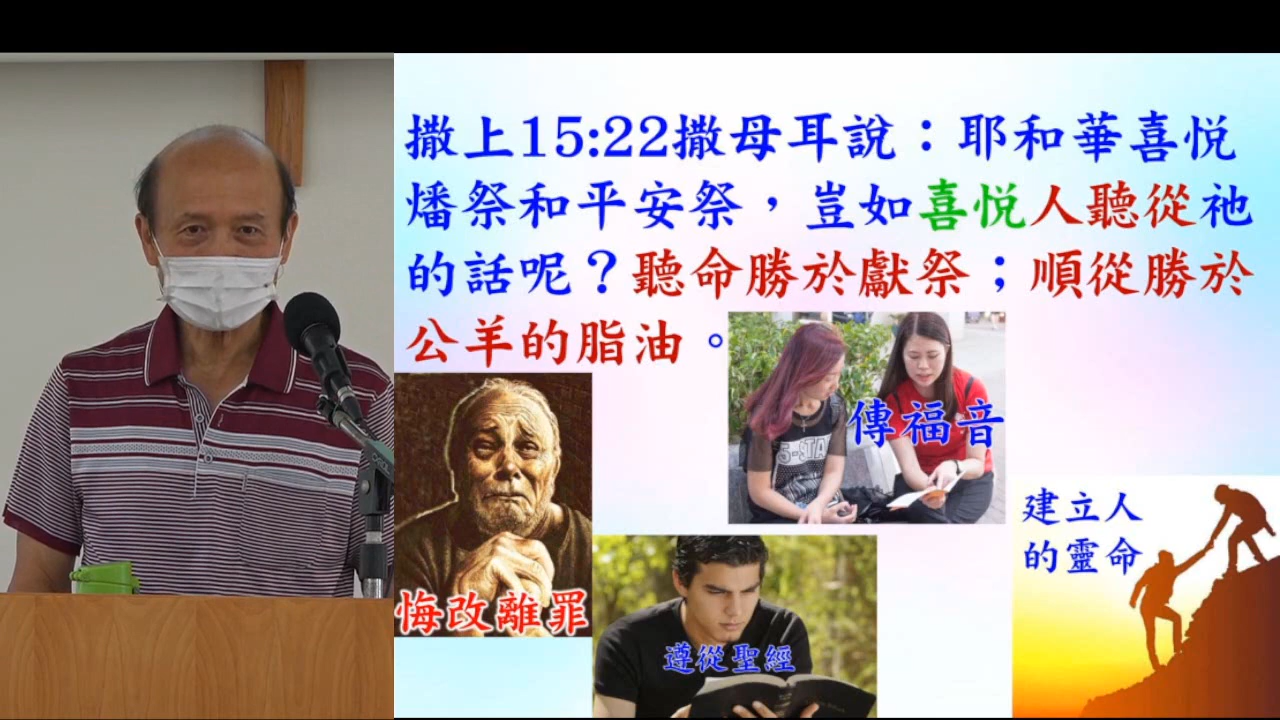 撒上15:22撒母耳說：耶和華喜悅
燔祭和平安祭，豈如喜悅人聽從祂
的話呢？聽命勝於獻祭；順從勝於
公羊的脂油。
傳福音
5-STA
建立人
的靈命
悔改離罪
遵從聖經